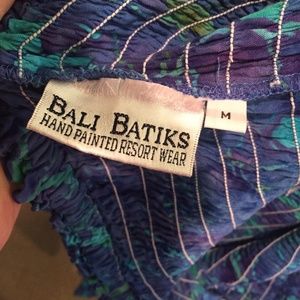 BALI BATIKS
HAND PAINTED RESORT WEAR
M